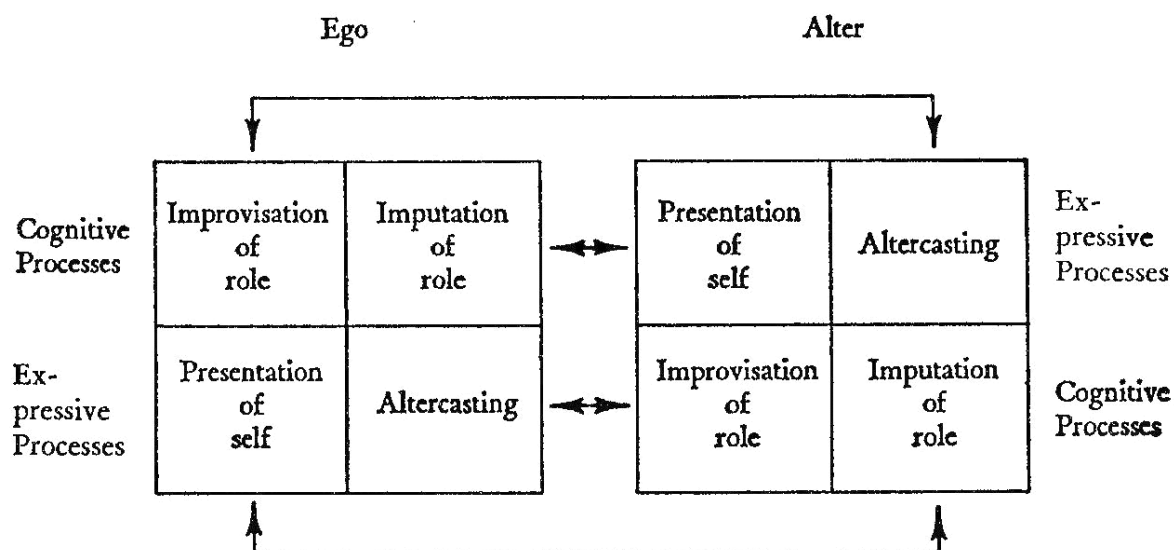 Ego
Alter
Cognitive
Processes
Improvisation
of
role
Imputation
of
role
Presentation
of
self
Altercasting
Ex-
pressive
Processes
Ex-
pressive
Processes
Presentation
of
self
Altercasting
Improvisation
of
role
Imputation
of
role
Cognitive
Processes